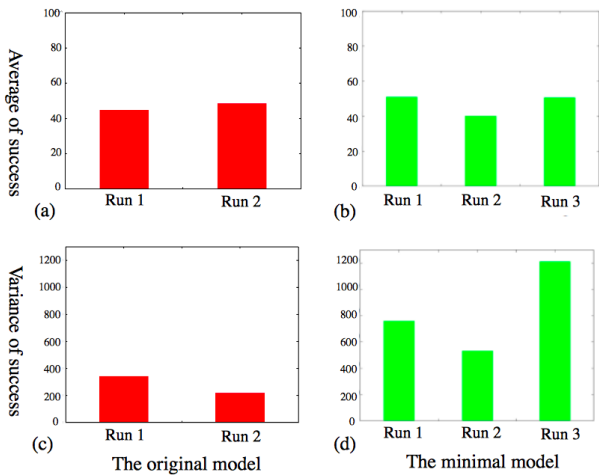 Average of success
100
80
60
40
20
0
Run 1 Run 2
(a)
100
80
60
40
20
0
Run 1 Run 2 Run 3
(b)
Variance of success
1200
1000
800
600
400
200
0
Run 1 Run 2
(c)
The original model
1200
1000
800
600
400
200
0
Run 1 Run 2 Run 3
(d)
The minimal model